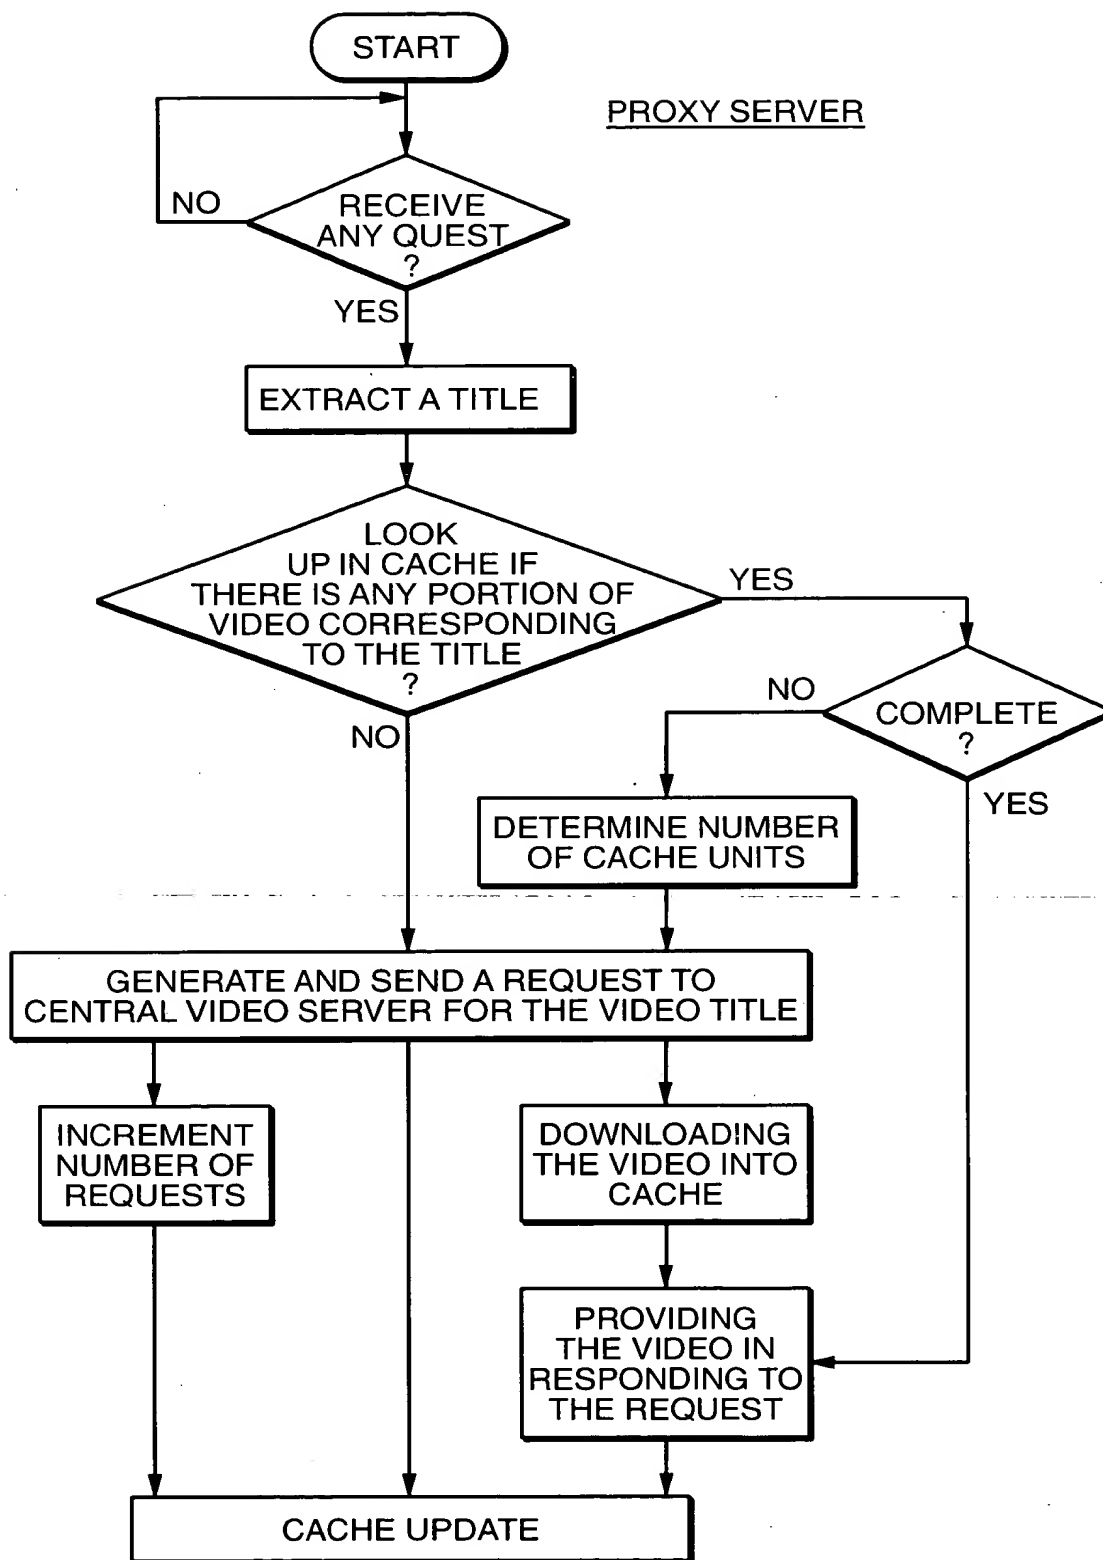 START
PROXY SERVER
NO
RECEIVE
ANY QUEST
?
YES
EXTRACT A TITLE
LOOK
UP IN CACHE IF
THERE IS ANY PORTION OF
VIDEO CORRESPONDING
TO THE TITLE
?
YES
NO
NO
COMPLETE
?
YES
DETERMINE NUMBER
OF CACHE UNITS
GENERATE AND SEND A REQUEST TO
CENTRAL VIDEO SERVER FOR THE VIDEO TITLE
INCREMENT
NUMBER OF
REQUESTS
DOWNLOADING
THE VIDEO INTO
CACHE
PROVIDING
THE VIDEO IN
RESPONDING TO
THE REQUEST
CACHE UPDATE